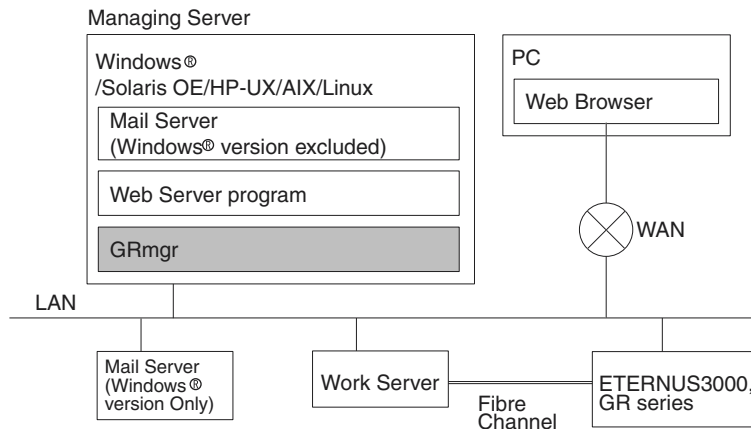 Managing Server
Windows®
/Solaris OE/HP-UX/AIX/Linux
Mail Server
(Windows® version excluded)
Web Server program
GRmgr
PC
Web Browser
WAN
LAN
Mail Server
(Windows®
version Only)
Work Server
Fibre
Channel
ETERNUS3000,
GR series